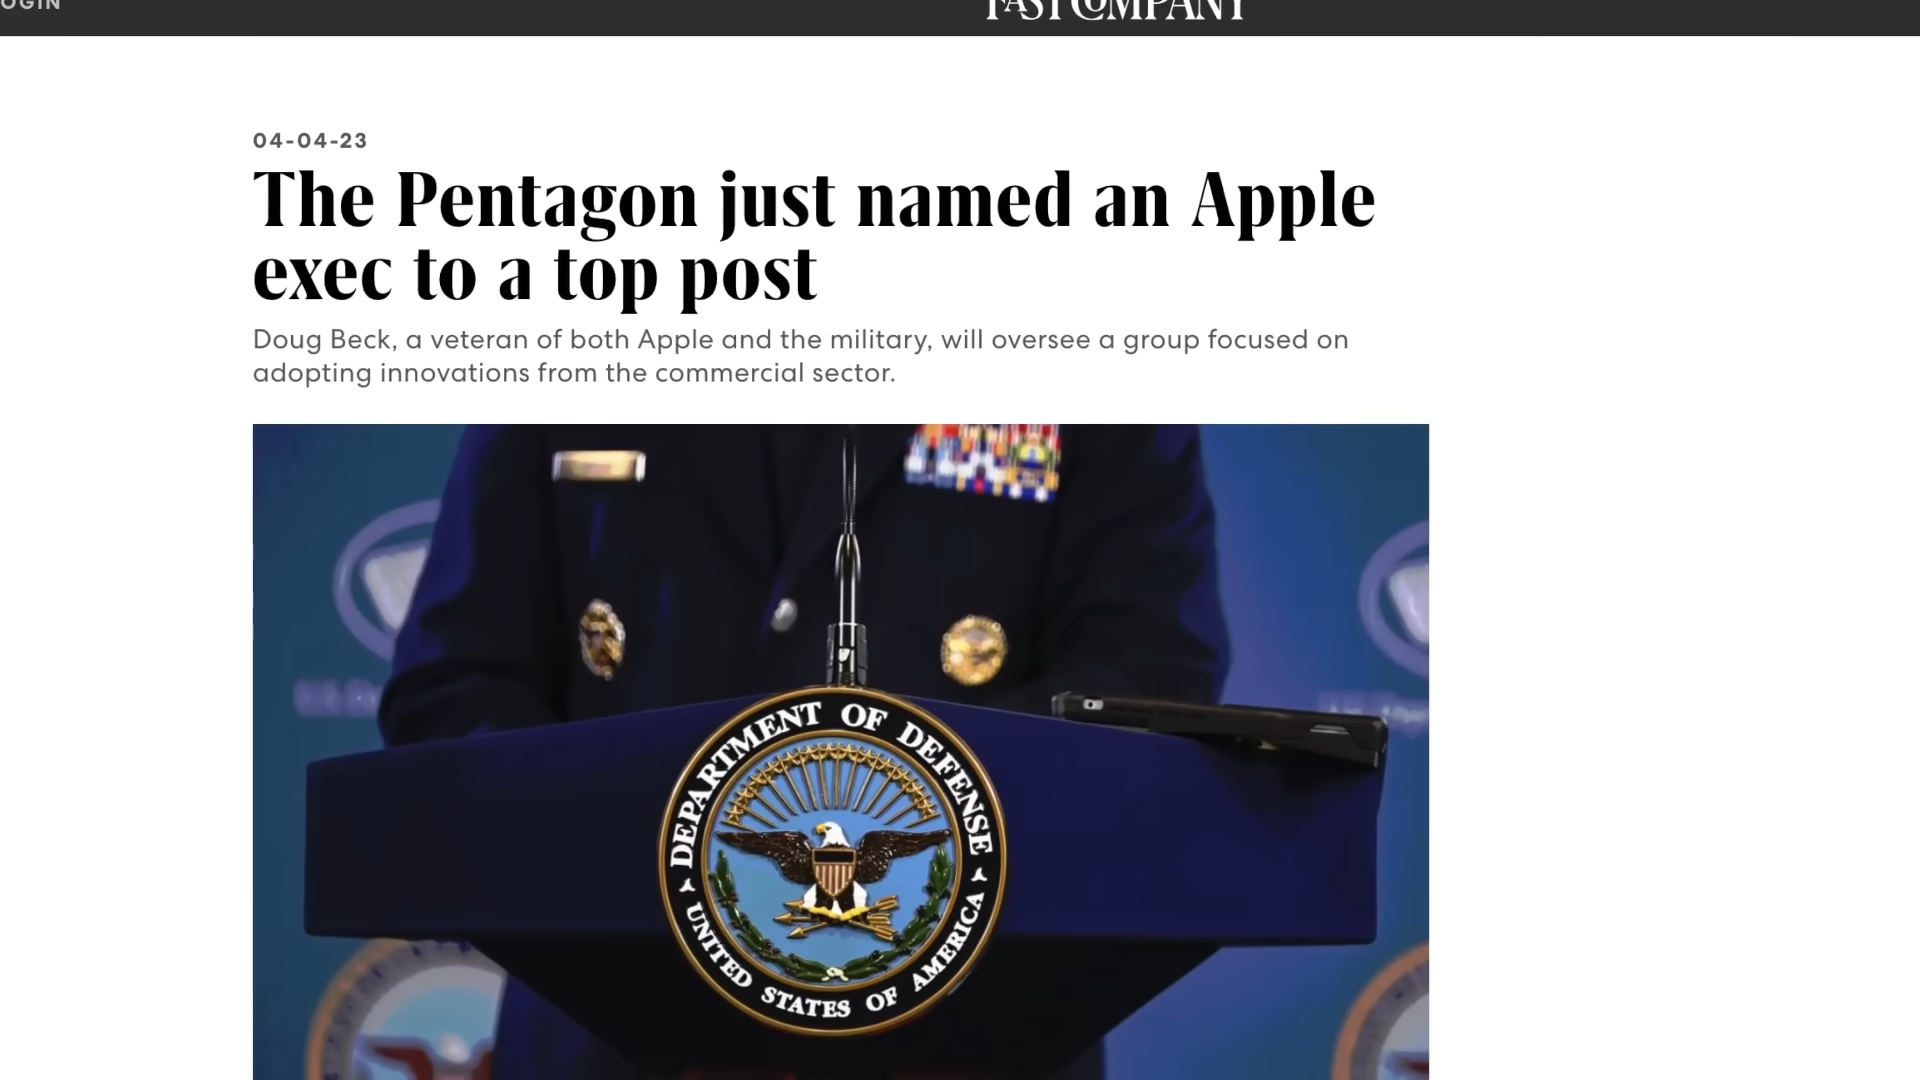 OGIN
FAST COMPANY
04-04-23
The Pentagon just named an Apple
exec to a top post
Doug Beck, a veteran of both Apple and the military, will oversee a group focused on
adopting innovations from the commercial sector.
DEPARTMENT OF DEFENSE
UNITED STATES OF AMERICA